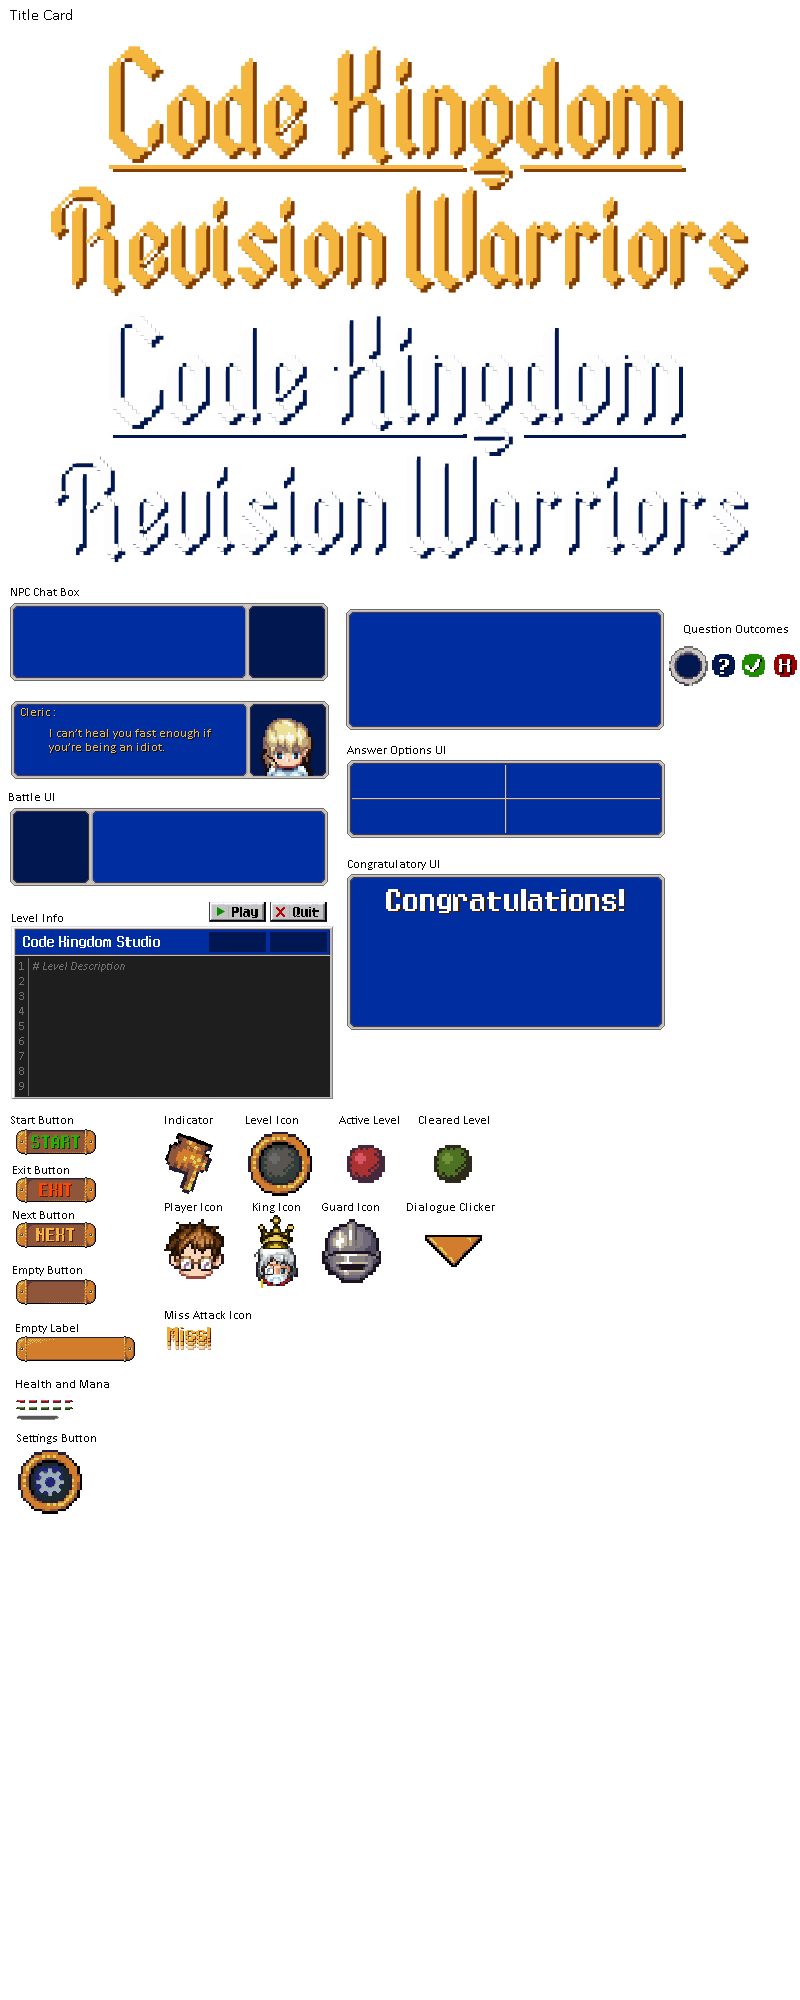 Title Card
Code Kingdom
Revision Warriors
Code Kingdom
Revision Warriors
NPC Chat Box
Question Outcomes
?
Cleric :
I can't heal you fast enough if
you're being an idiot.
Answer Options UI
Battle UI
Congratulatory UI
Congratulations!
Play
Quit
Level Info
Code Kingdom Studio
1 # Level Description
2
3
4
5
6
7
8
9
Start Button
START
Indicator
Level Icon
Active Level
Cleared Level
Exit Button
EXIT
Next Button
NEXT
Player Icon
King Icon
Guard Icon
Dialogue Clicker
Empty Button
Miss Attack Icon
Miss!
Empty Label
Health and Mana
Settings Button